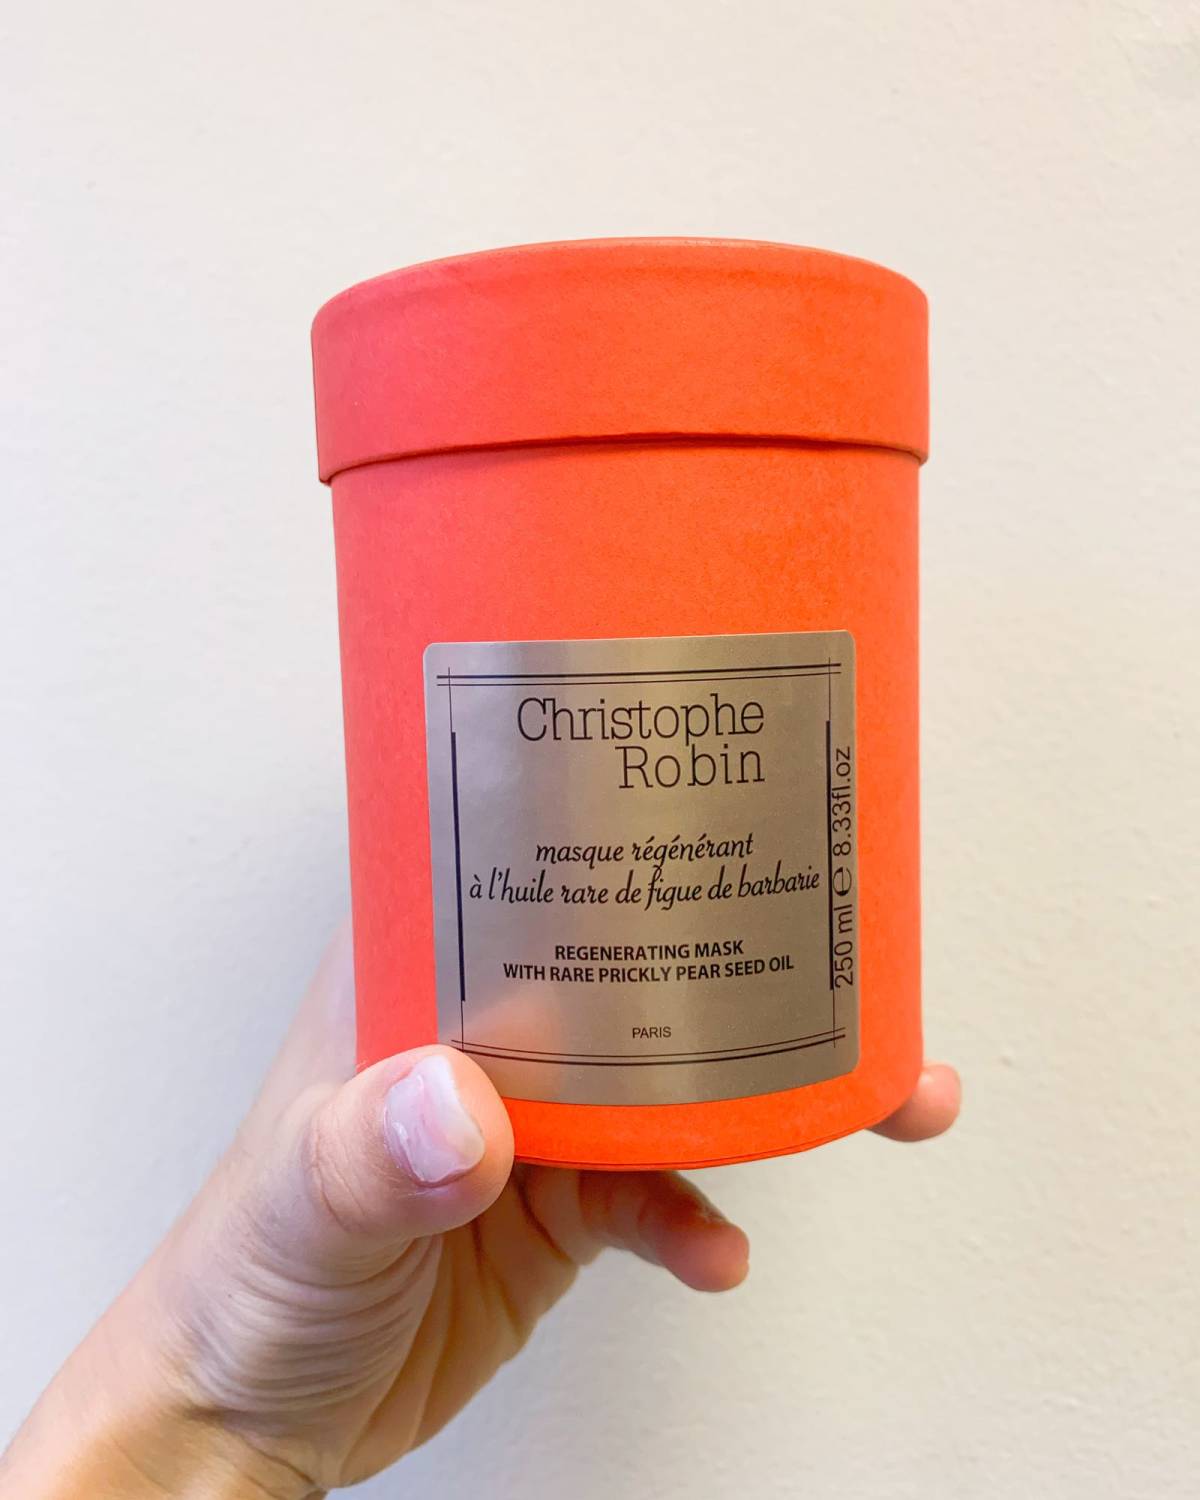 Christophe
Robin
masque régénérant
à l'huile rare de figue de barbarie
REGENERATING MASK
WITH RARE PRICKLY PEAR SEED OIL
PARIS
250 ml ℮ 8.33fl.oz